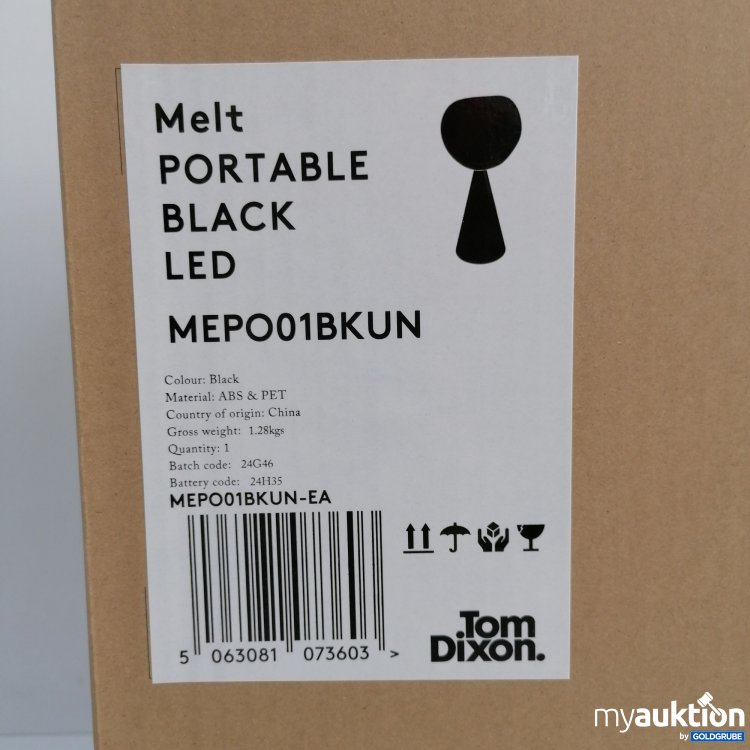 Melt
PORTABLE
BLACK
LED
MEPO01BKUN
Colour: Black
Material: ABS & PET
Country of origin: China
Gross weight: 1.28kgs
Quantity: 1
Batch code: 24G46
Battery code: 24H35
MEPO01BKUN-EA
5 063081 073603 >
Tom
Dixon.
myauktion
by GOLDGRUBE